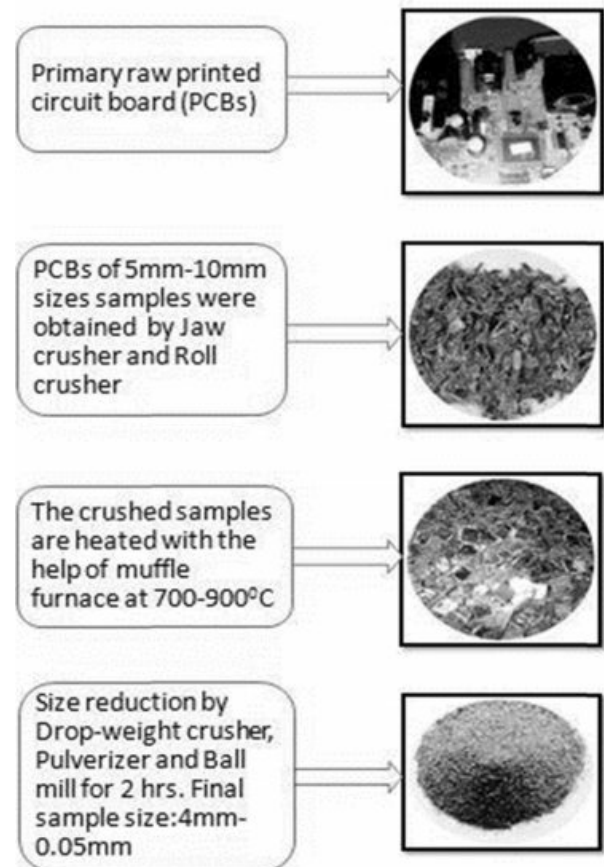 Primary raw printed
circuit board (PCBs)
PCBs of 5mm-10mm
sizes samples were
obtained by Jaw
crusher and Roll
crusher
The crushed samples
are heated with the
help of muffle
furnace at 700-900⁰C
Size reduction by
Drop-weight crusher,
Pulverizer and Ball
mill for 2 hrs. Final
sample size:4mm-
0.05mm